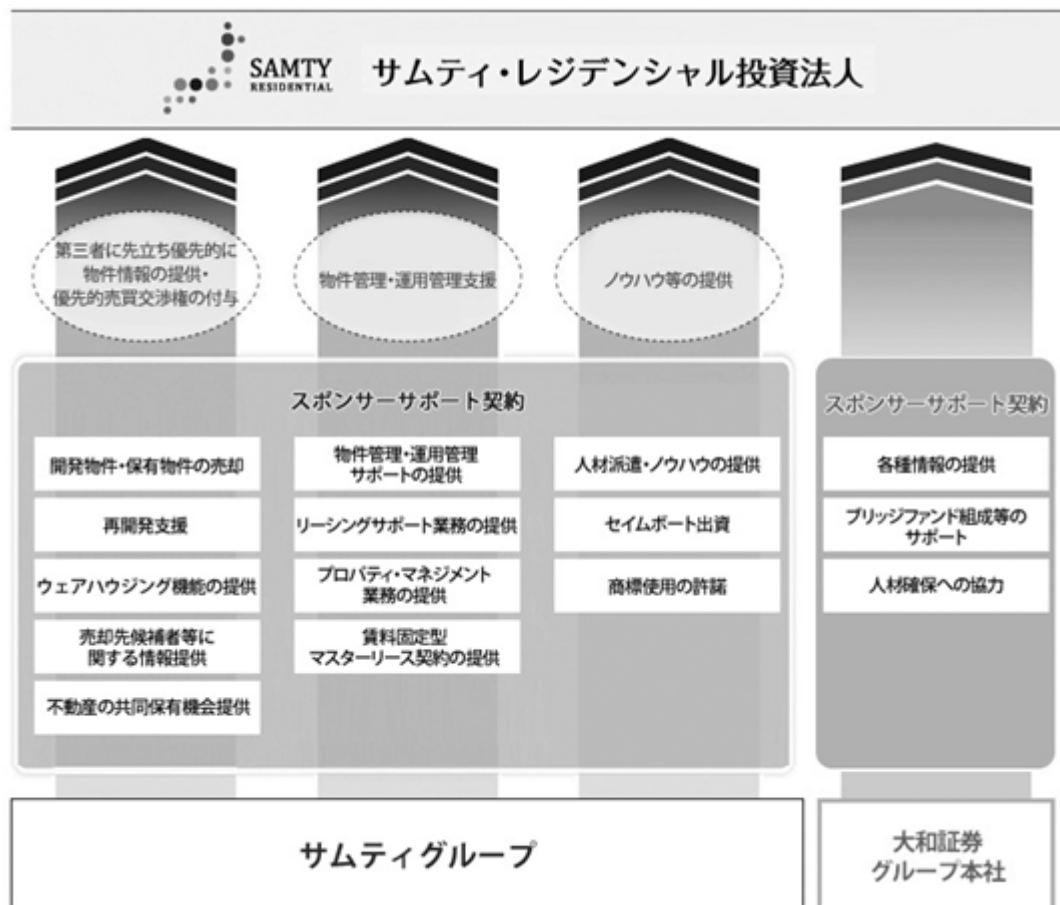 SAMTY
RESIDENTIAL
サムティ・レジデンシャル投資法人
第三者に先立ち優先的に
物件情報の提供・
優先的売買交渉権の付与
物件管理・運用管理支援
ノウハウ等の提供
スポンサーサポート契約
開発物件・保有物件の売却
再開発支援
ウェアハウジング機能の提供
売却先候補者等に
関する情報提供
不動産の共同保有機会提供
物件管理・運用管理
サポートの提供
リーシングサポート業務の提供
プロパティ・マネジメント
業務の提供
賃料固定型
マスターリース契約の提供
人材派遣・ノウハウの提供
セイムボート出資
商標使用の許諾
スポンサーサポート契約
各種情報の提供
ブリッジファンド組成等の
サポート
人材確保への協力
サムティグループ
大和証券
グループ本社